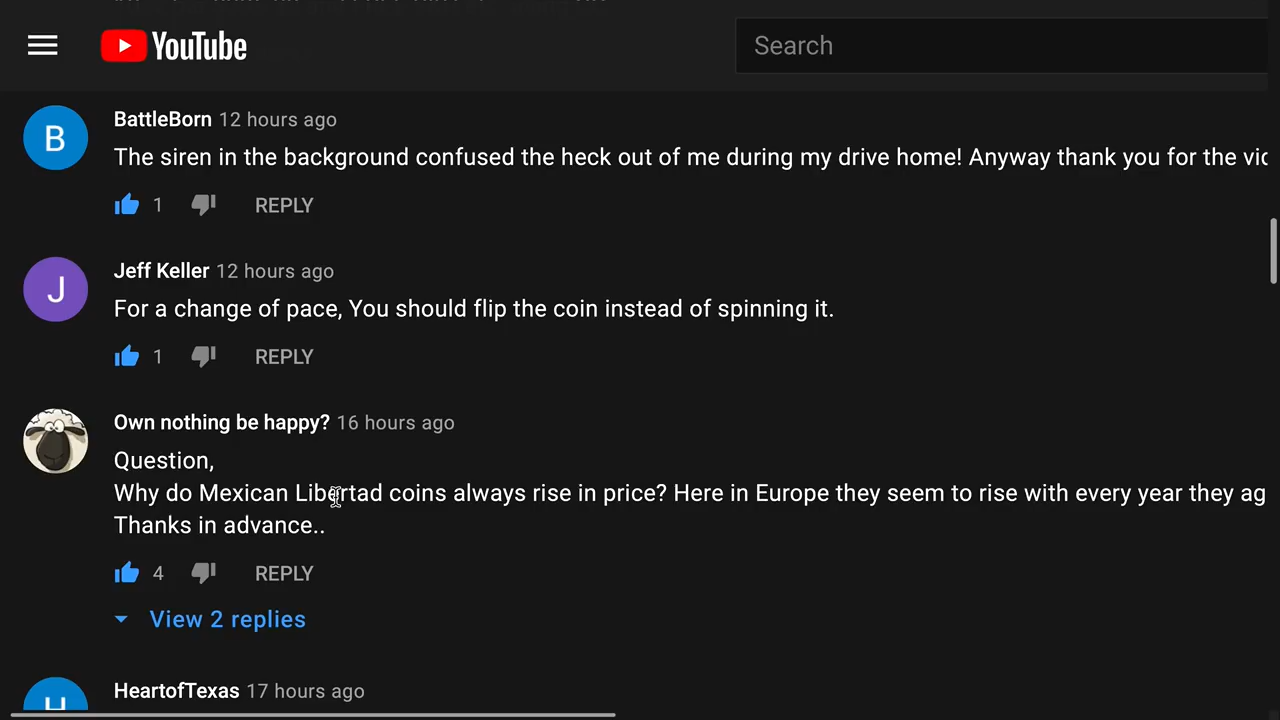 YouTube
Search
B
BattleBorn 12 hours ago
The siren in the background confused the heck out of me during my drive home! Anyway thank you for the
1
REPLY
J
Jeff Keller 12 hours ago
For a change of pace, You should flip the coin instead of spinning it.
1
REPLY
Own nothing be happy? 16 hours ago
Question,
Why do Mexican Libertad coins always rise in price? Here in Europe they seem to rise with every year they ag
Thanks in advance..
4
REPLY
View 2 replies
H
HeartofTexas 17 hours ago